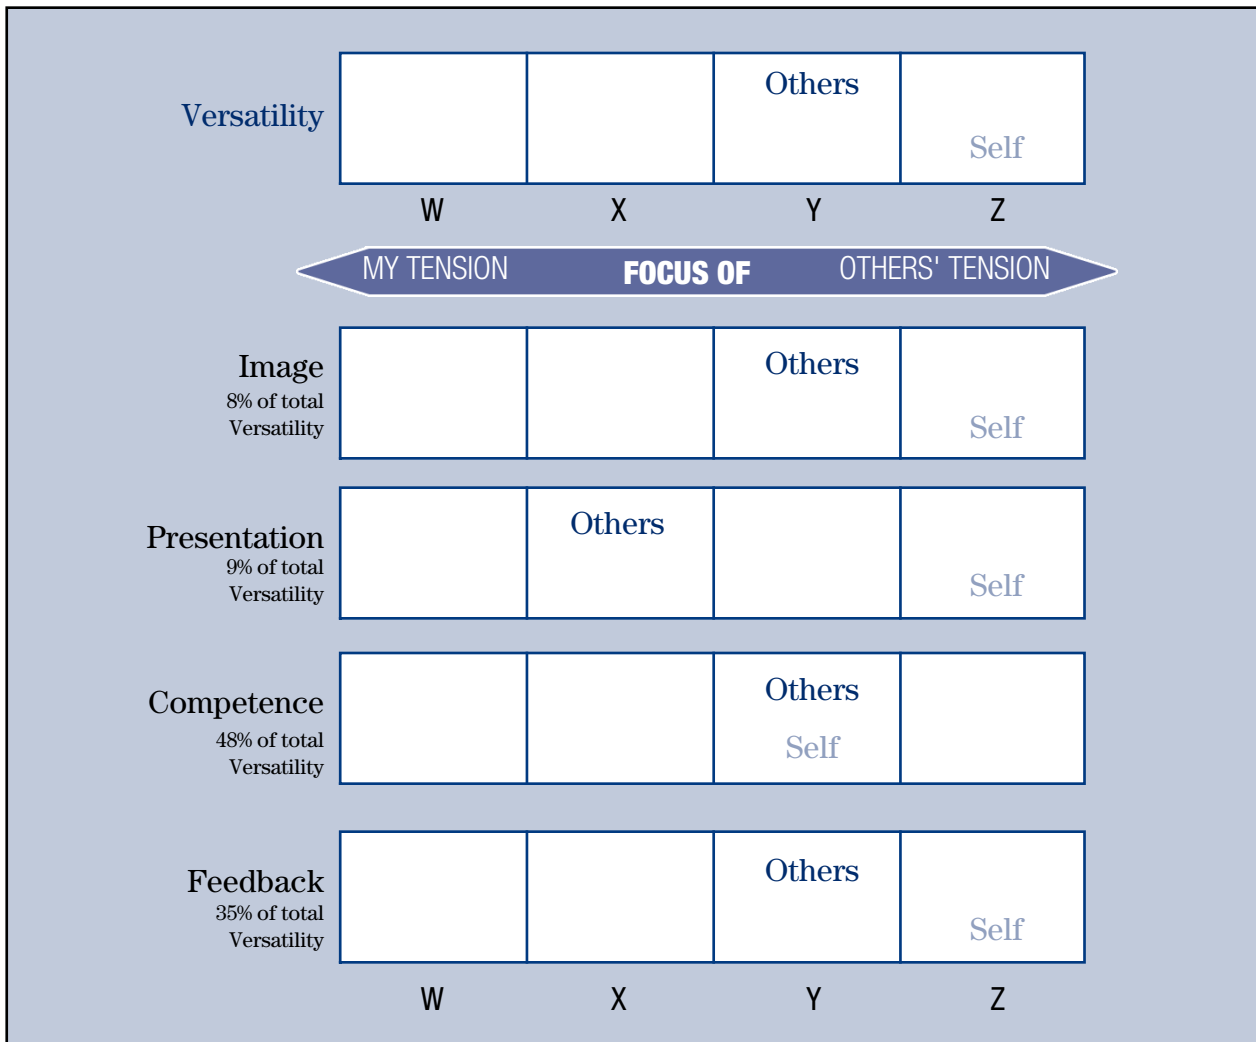 Others
Versatility
Self
W X Y Z
MY TENSION FOCUS OF OTHERS' TENSION
Others
Image
8% of total
Versatility
Self
Others
Presentation
9% of total
Versatility
Self
Others
Competence
48% of total
Versatility
Self
Others
Feedback
35% of total
Versatility
Self
W X Y Z